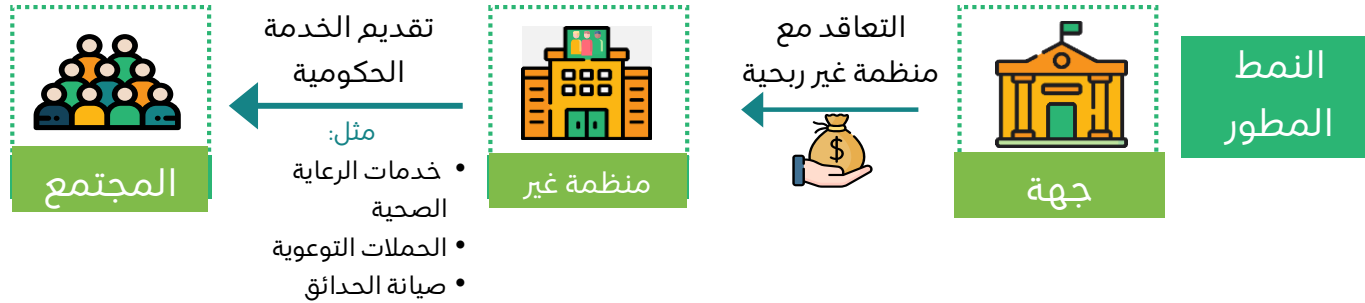 النمط
المطور
جهة
التعاقد مع
منظمة غير ربحية
$
منظمة غير
تقديم الخدمة
الحكومية
مثل:
• خدمات الرعاية
الصحية
• الحملات التوعوية
• صيانة الحدائق
المجتمع